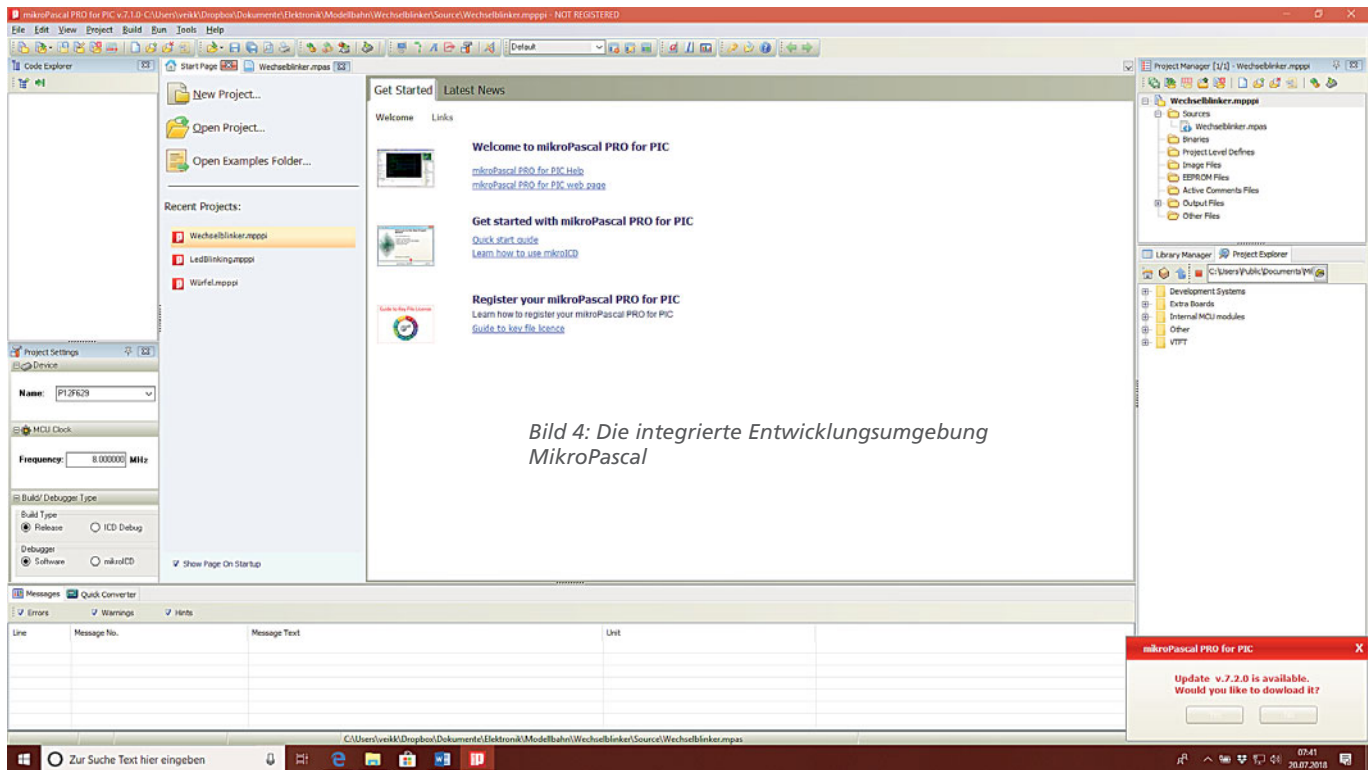 mikroPascal PRO for PIC v.7.1.0-C:\Users\veikk\Dropbox\Dokumente\Elektronik\Modellbahn\Wechselblinker\Source\Wechselblinker.mpppi - NOT REGISTERED
File Edit View Project Build Run Tools Help
Default
Code Explorer
Start Page
Wechselblinker.mpas
Project Manager [1/1] - Wechselblinker.mpppi
New Project...
Open Project...
Open Examples Folder...
Recent Projects:
Wechselblinker.mpppi
LedBlinking.mpppi
Würfel.mpppi
Show Page On Startup
Get Started Latest News
Welcome Links
Welcome to mikroPascal PRO for PIC
mikroPascal PRO for PIC Help
mikroPascal PRO for PIC web page
Get started with mikroPascal PRO for PIC
Quick start guide
Learn how to use mikroICD
Guide to Key File License
Register your mikroPascal PRO for PIC
Learn how to register your mikroPascal PRO for PIC
Guide to key file licence
Bild 4: Die integrierte Entwicklungsumgebung
MikroPascal
Wechselblinker.mpppi
Sources
Wechselblinker.mpas
Binaries
Project Level Defines
Image Files
EEPROM Files
Active Comments Files
Output Files
Other Files
Library Manager Project Explorer
C:\Users\Public\Documents\Mi
Development Systems
Extra Boards
Internal MCU modules
Other
VTFT
Project Settings
Device
Name: P12F629
MCU Clock
Frequency: 8.000000 MHz
Build/ Debugger Type
Build Type
Release ICD Debug
Debugger
Software mikroICD
Messages Quick Converter
Errors Warnings Hints
Line Message No. Message Text Unit
mikroPascal PRO for PIC X
Update v.7.2.0 is available.
Would you like to dowload it?
C:\Users\veikk\Dropbox\Dokumente\Elektronik\Modellbahn\Wechselblinker\Source\Wechselblinker.mpas
Zur Suche Text hier eingeben
07:41
20.07.2018